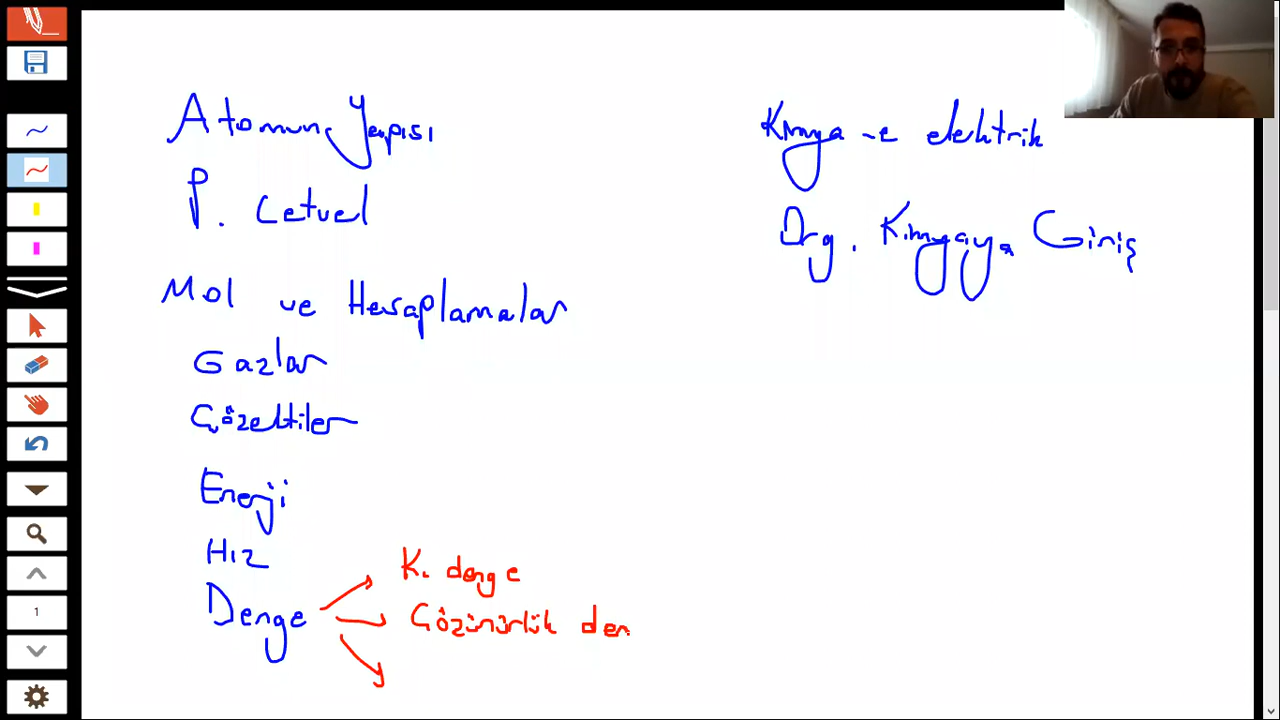 Atomun Yapısı
P. Cetvel
Mol ve Hesaplamalar
Gazlar
Çözeltiler
Enerji
Hız
Denge
K. denge
Çözünürlük den
Kimya -e elektrik
Org. Kimyaya Giriş
1